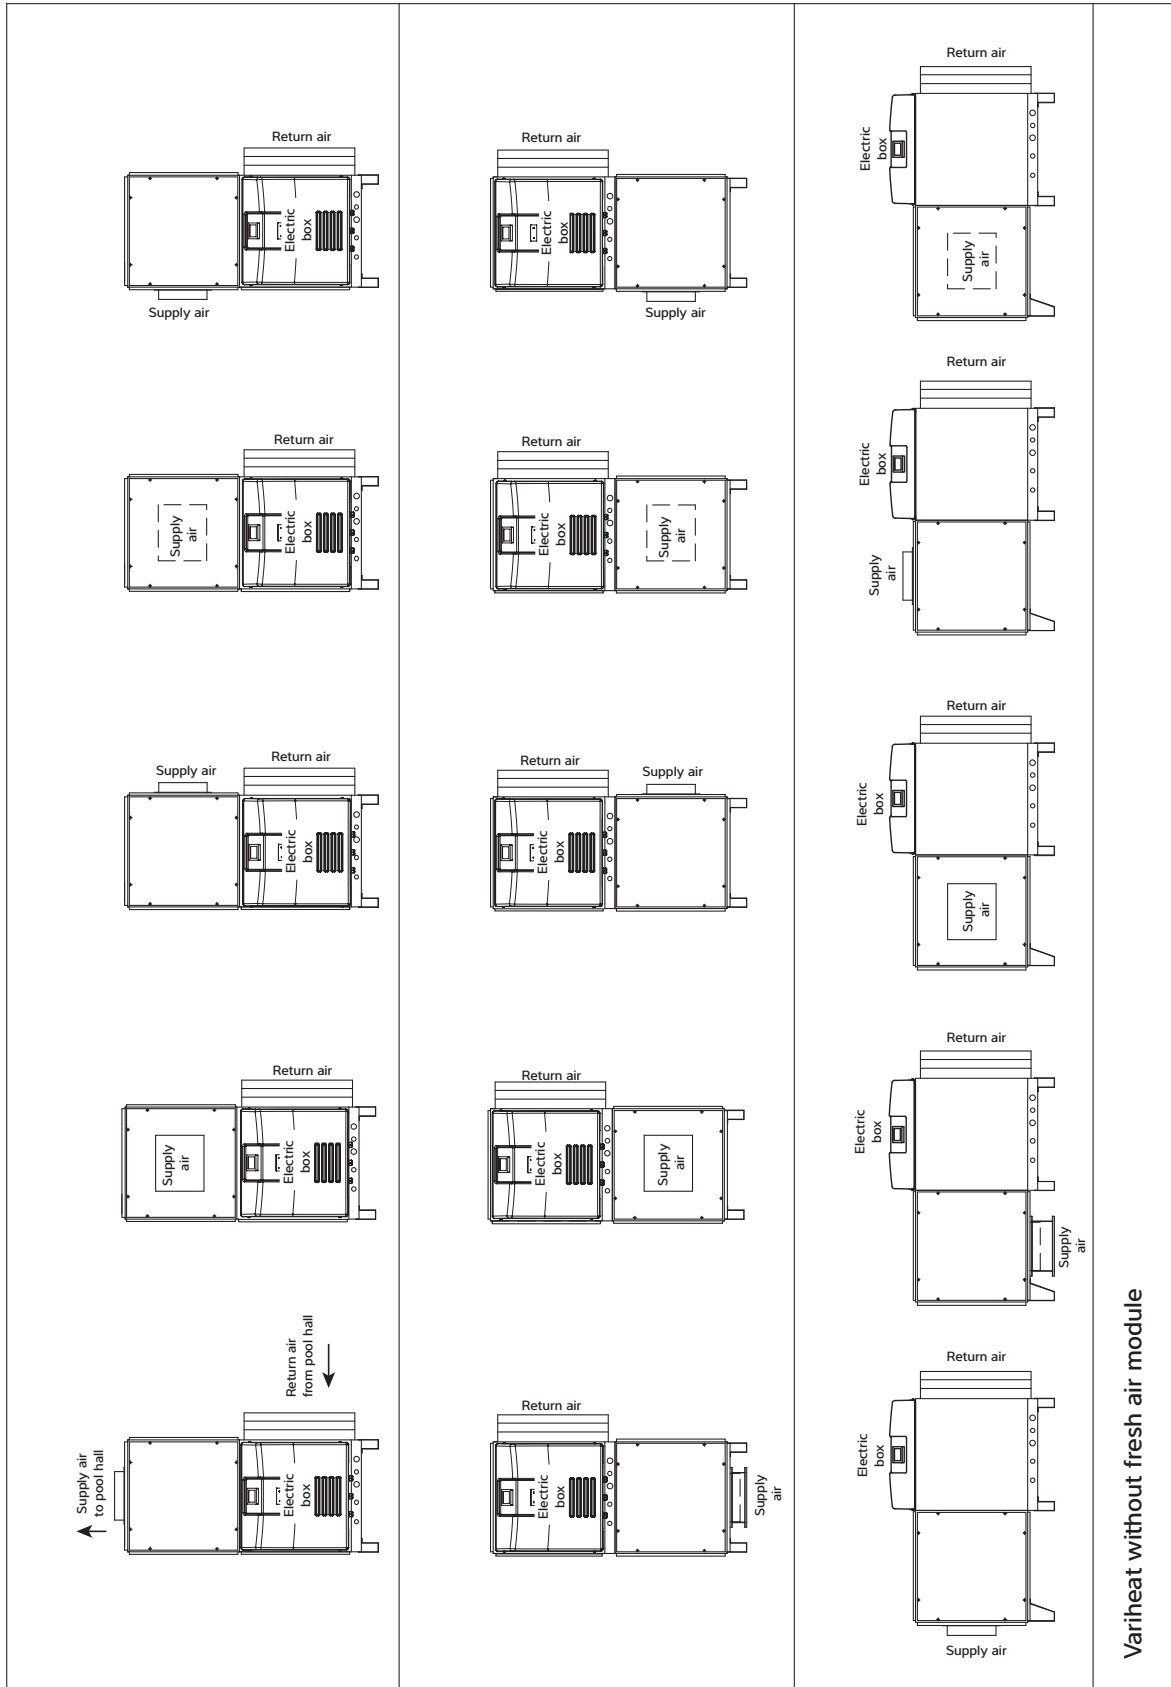 Return air
Electric
box
Supply air
Return air
Electric
box
Supply air
Return air
Electric
box
Supply
air
Return air
Supply
air
Electric
box
Return air
Electric
box
Supply
air
Return air
Electric
box
Supply
air
Supply air
Return air
Electric
box
Return air
Supply air
Electric
box
Return air
Electric
box
Supply
air
Return air
Supply
air
Electric
box
Return air
Electric
box
Supply
air
Return air
Electric
box
Supply
air
Return air
from pool hall
Supply air
to pool hall
Electric
box
Return air
Electric
box
Supply
air
Return air
Electric
box
Supply air
Variheat without fresh air module